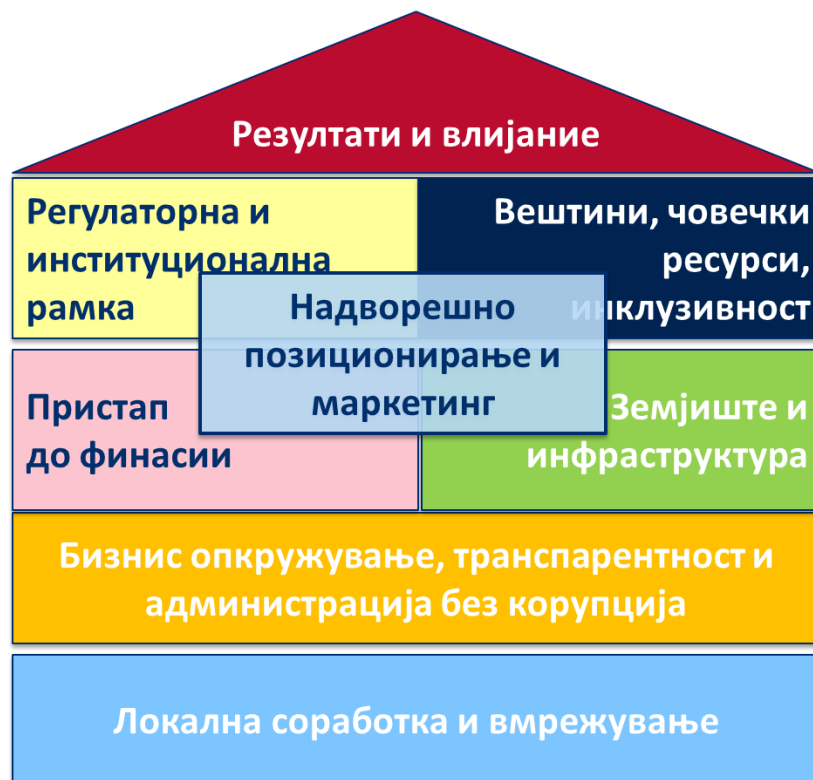 Резултати и влијание
Регулаторна и
институционална
рамка
Вештини, човечки
ресурси,
инклузивност
Надворешно
позиционирање и
маркетинг
Пристап
до финасии
Земјиште и
инфраструктура
Бизнис опкружување, транспарентност и
администрација без корупција
Локална соработка и вмрежување